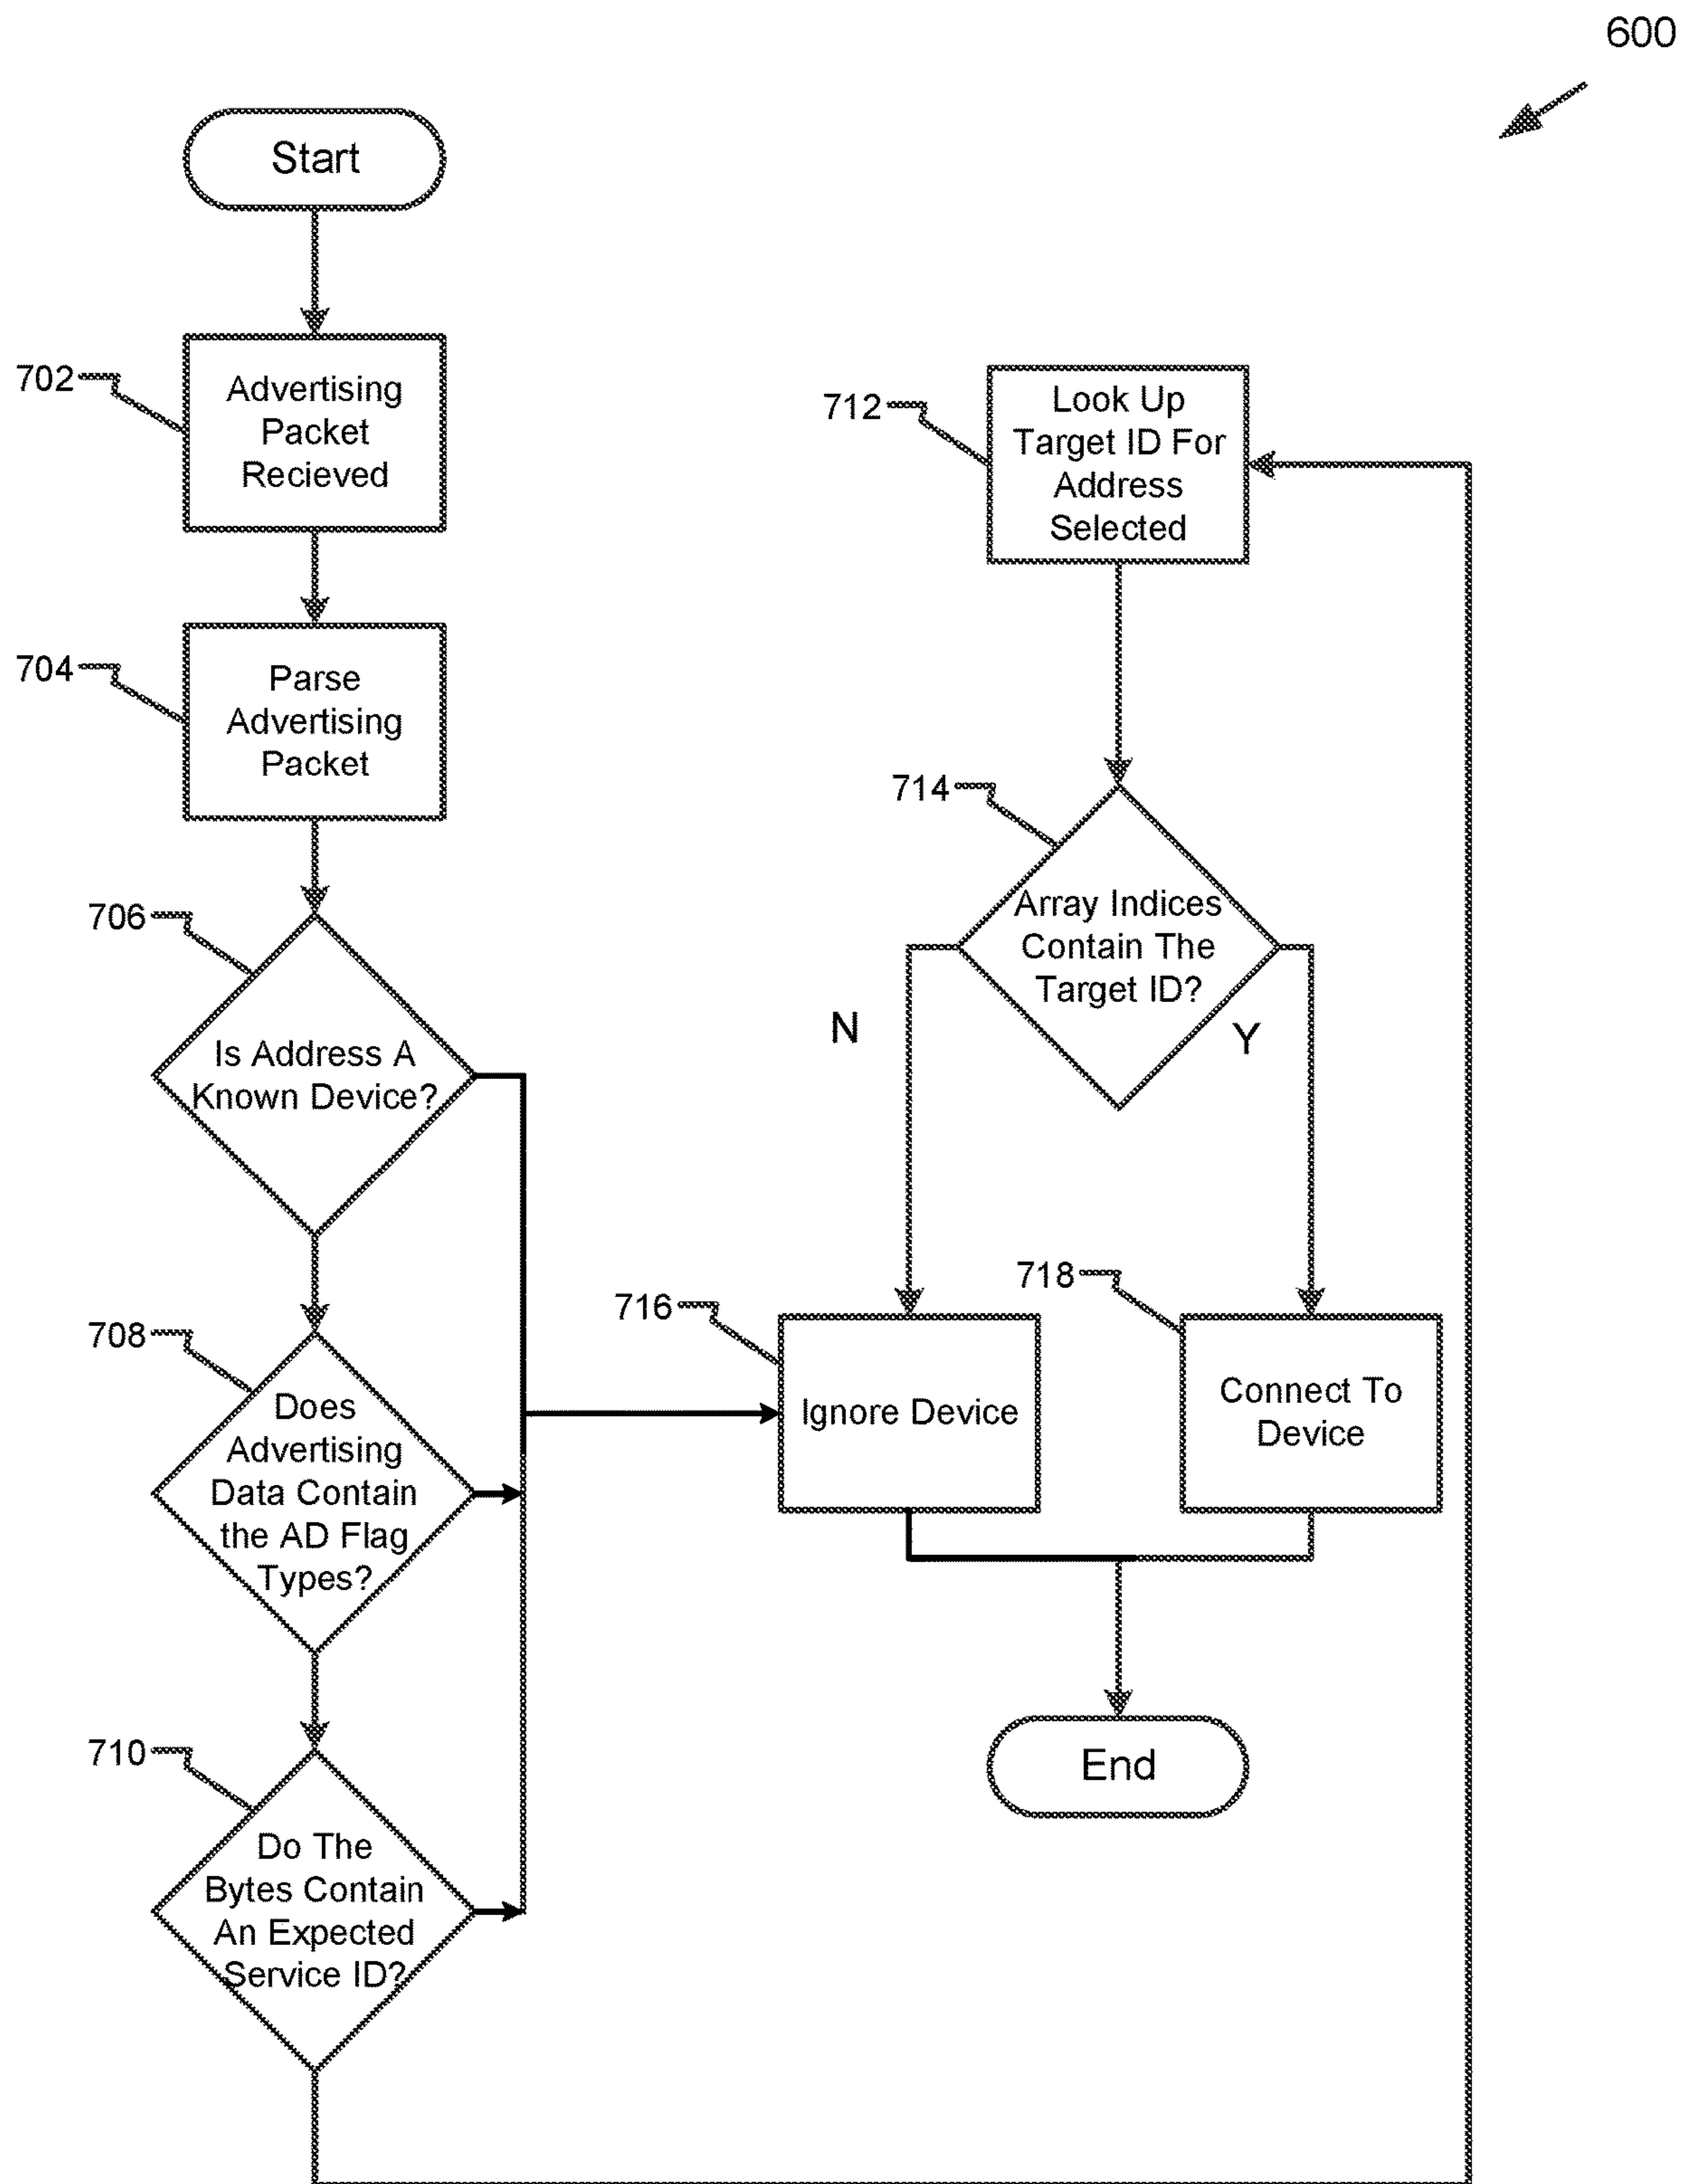 600
Start
702
Advertising
Packet
Recieved
704
Parse
Advertising
Packet
706
Is Address A
Known Device?
708
Does
Advertising
Data Contain
the AD Flag
Types?
710
Do The
Bytes Contain
An Expected
Service ID?
712
Look Up
Target ID For
Address
Selected
714
Array Indices
Contain The
Target ID?
N
Y
716
Ignore Device
718
Connect To
Device
End